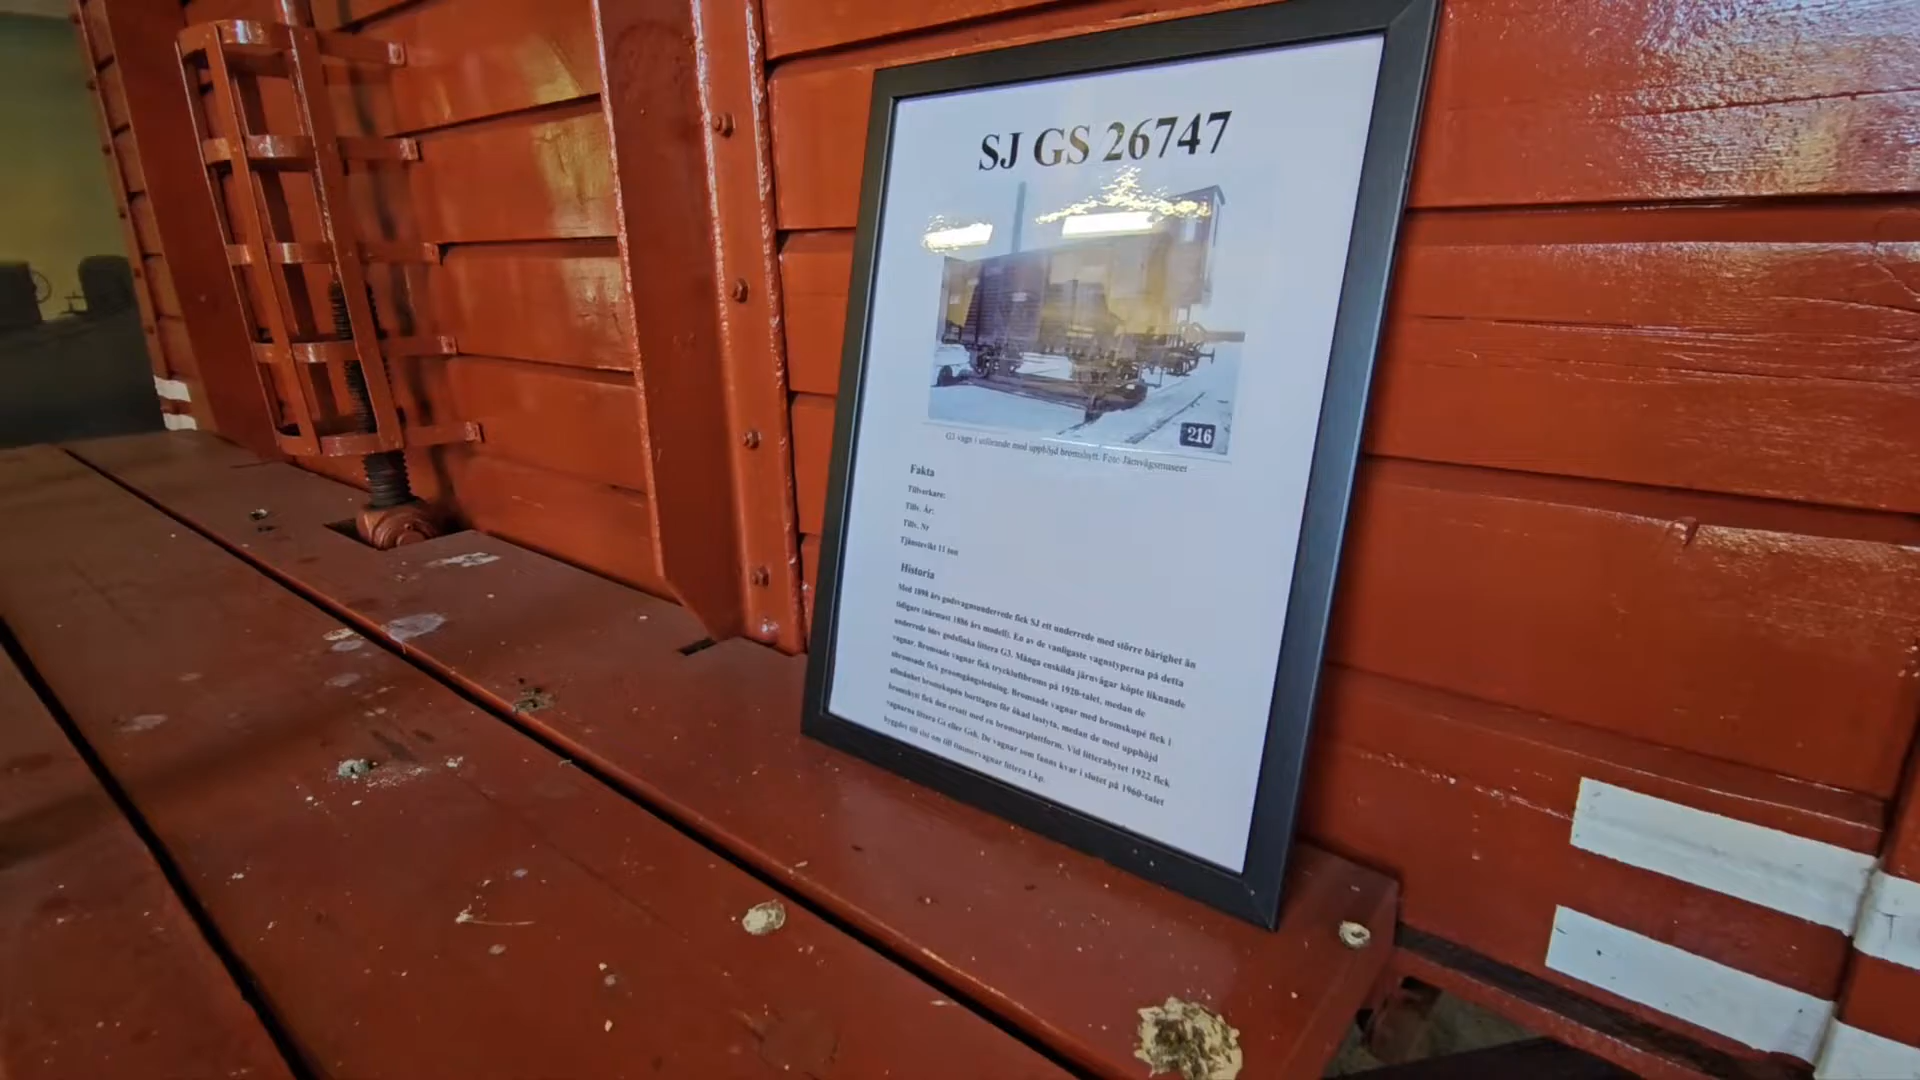 SJ GS 26747
216
G3 vagn i utförande med upphöjd bromshytt. Foto Järnvägsmuseet
Fakta
Tillverkare:
Tillv. År:
Tillv. Nr
Tjänstevikt 11 ton
Historia
Med 1898 års godsvagnsunderrede fick SJ ett underrede med större bärighet än
tidigare (närmast 1886 års modell). En av de vanligaste vagnstyperna på detta
underrede blev godsfinka littera G3. Många enskilda järnvägar köpte liknande
vagnar. Bromsade vagnar fick tryckluftbroms på 1920-talet, medan de
obromsade fick genomgångsledning. Bromsade vagnar med bromskupé fick i
allmänhet bromskupén borttagen för ökad lastyta, medan de med upphöjd
bromshytt fick den ersatt med en bromsarplattform. Vid litterabytet 1922 fick
vagnarna littera Gs eller Gsh. De vagnar som fanns kvar i slutet på 1960-talet
byggdes till sist om till timmervagnar littera Lkp.